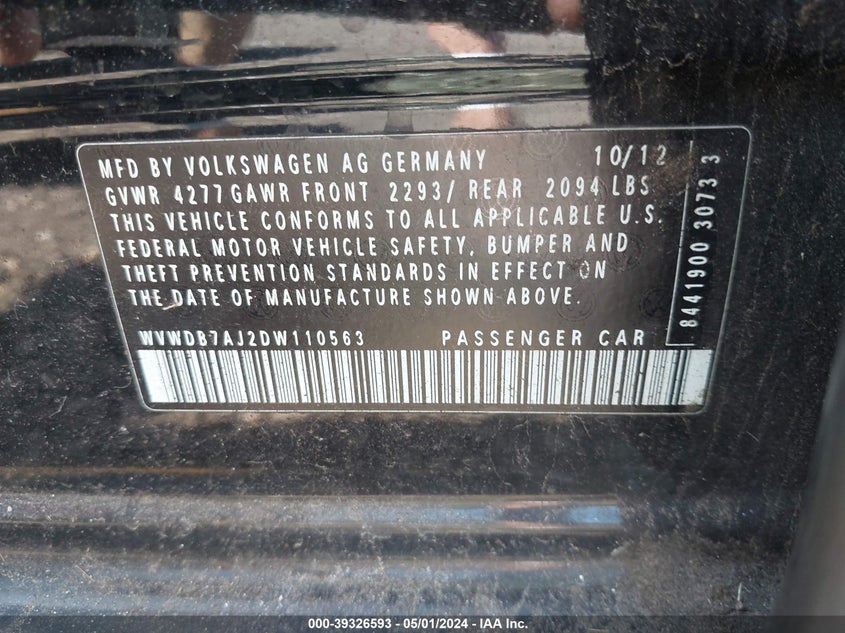 MFD BY VOLKSWAGEN AG GERMANY 10/12
GVWR 4277 GAWR FRONT 2293/ REAR 2094 LBS
THIS VEHICLE CONFORMS TO ALL APPLICABLE U.S.
FEDERAL MOTOR VEHICLE SAFETY, BUMPER AND
THEFT PREVENTION STANDARDS IN EFFECT ON
THE DATE OF MANUFACTURE SHOWN ABOVE.
WVWDB7AJ2DW110563 PASSENGER CAR
8441900 3073 3
000-39326593 / 05/01/2024 - IAA Inc.